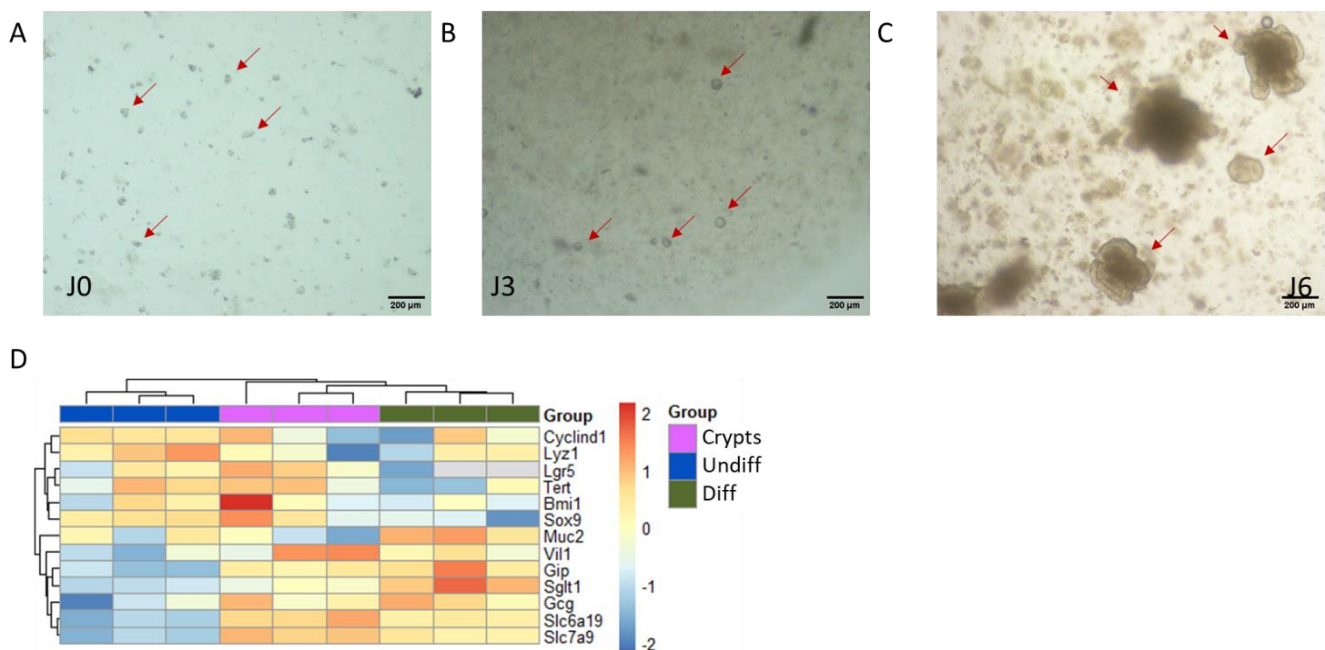 A
B
C
J0
200 µm
J3
200 µm
J6
200 µm
D
Group
Cyclind1
Lyz1
Lgr5
Tert
Bmi1
Sox9
Muc2
Vil1
Gip
Sglt1
Gcg
Slc6a19
Slc7a9
2
1
0
-1
-2
Group
Crypts
Undiff
Diff